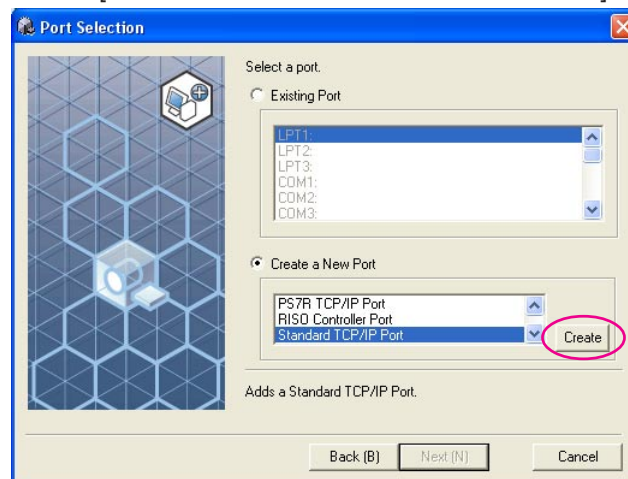 Port Selection
Select a port.
Existing Port
LPT1:
LPT2:
LPT3:
COM1:
COM2:
COM3:
Create a New Port
PS7R TCP/IP Port
RISO Controller Port
Standard TCP/IP Port
Create
Adds a Standard TCP/IP Port.
Back (B)
Next (N)
Cancel